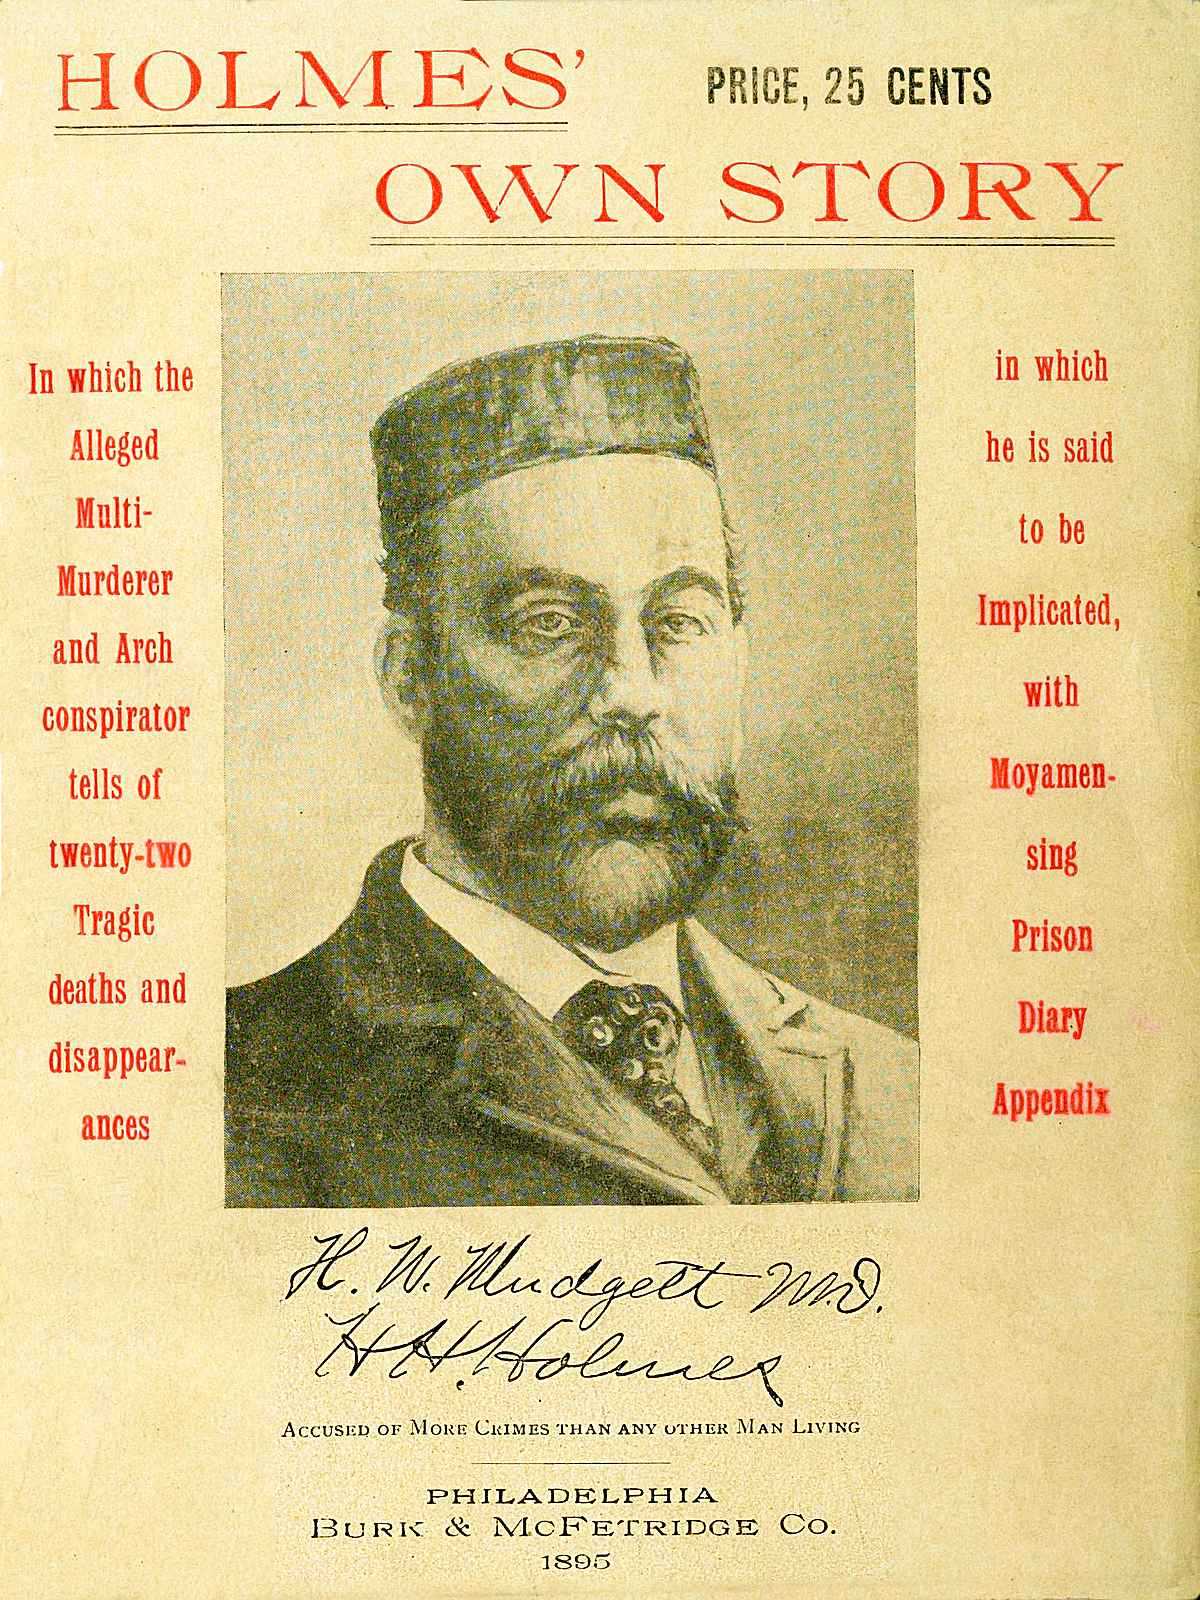 HOLMES' PRICE, 25 CENTS
OWN STORY
In which the
Alleged
Multi-
Murderer
and Arch
conspirator
tells of
twenty-two
Tragic
deaths and
disappear-
ances
in which
he is said
to be
Implicated,
with
Moyamen-
sing
Prison
Diary
Appendix
H. W. Mudgett M.D.
H. H. Holmes
ACCUSED OF MORE CRIMES THAN ANY OTHER MAN LIVING
PHILADELPHIA
BURK & MCFETRIDGE CO.
1895